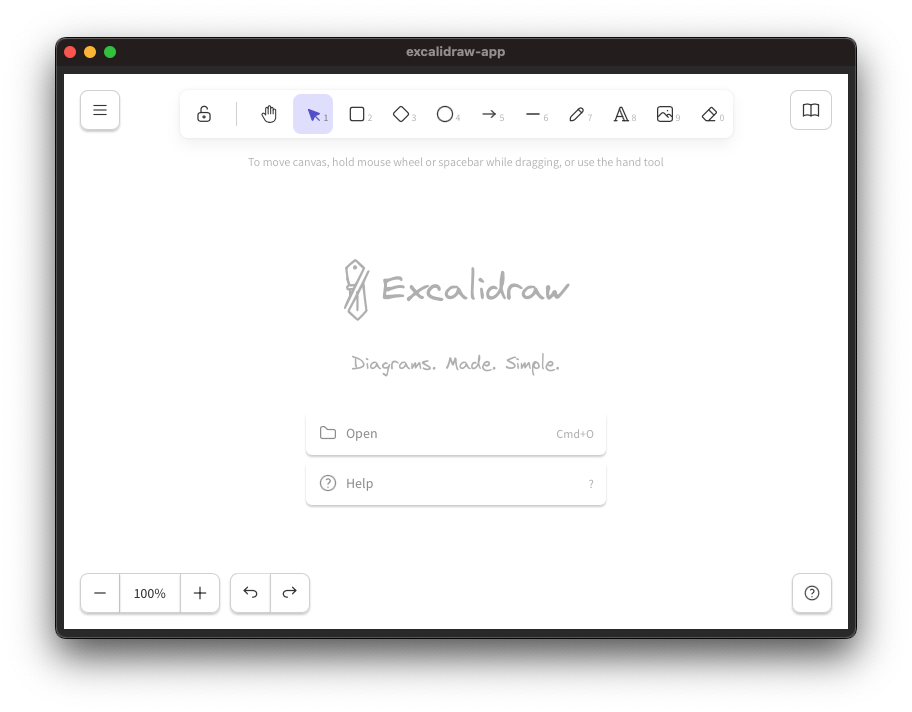 excalidraw-app
1 2 3 4 5 6 7 A 8 9 0
To move canvas, hold mouse wheel or spacebar while dragging, or use the hand tool
Excalidraw
Diagrams. Made. Simple.
Open Cmd+O
Help ?
100%